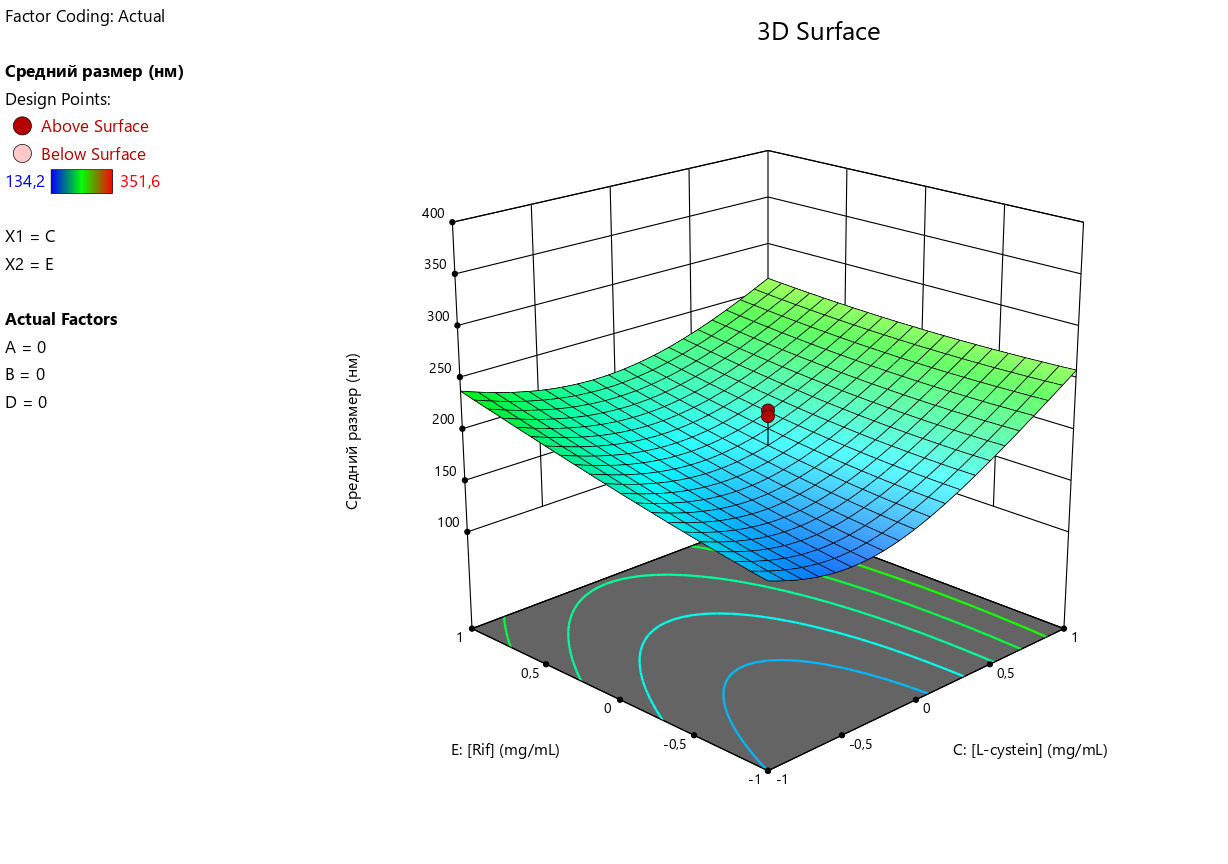 Factor Coding: Actual
3D Surface
Средний размер (нм)
Design Points:
Above Surface
Below Surface
134,2 351,6
X1 = C
X2 = E
Actual Factors
A = 0
B = 0
D = 0
400
350
300
250
200
150
100
Средний размер (нм)
1
0,5
0
-0,5
-1
E: [Rif] (mg/mL)
1
0,5
0
-0,5
-1
C: [L-cystein] (mg/mL)